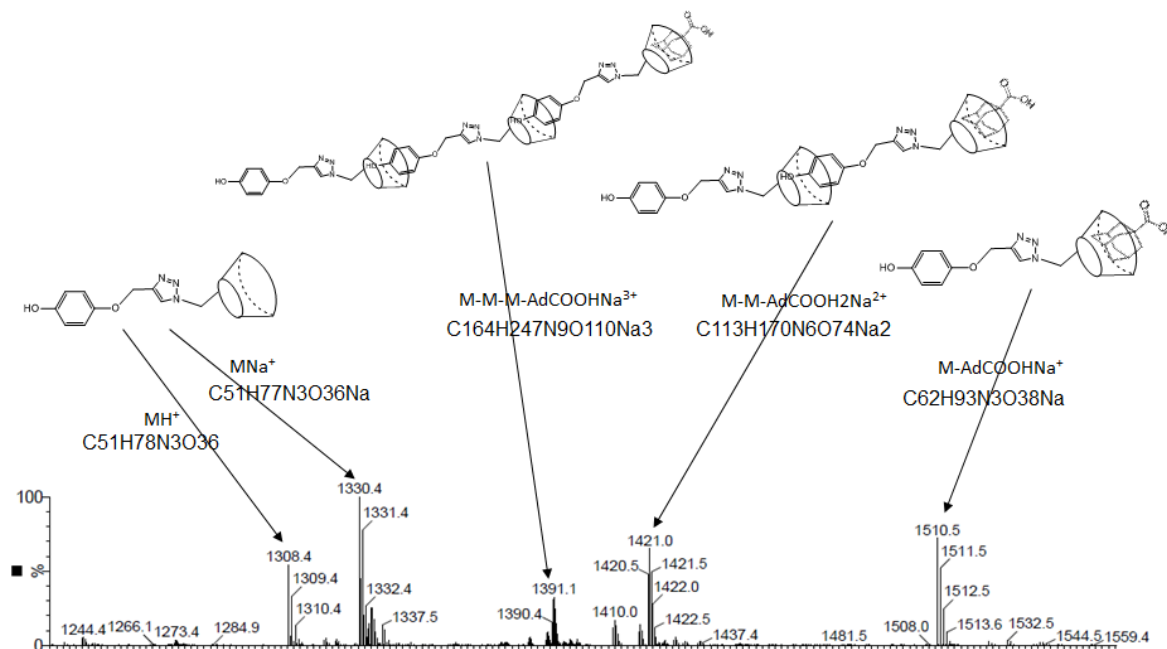 O
OH
N=N
N
O
N=N
N
O
N=N
N
HO
O
HO
N=N
N
HO
O
O
OH
N=N
N
O
N=N
N
HO
O
HO
O
N=N
N
HO
O
N=N
N
HO
O
M-M-M-AdCOOHNa³⁺
C164H247N9O110Na3
M-M-AdCOOH2Na²⁺
C113H170N6O74Na2
M-AdCOOHNa⁺
C62H93N3O38Na
MNa⁺
C51H77N3O36Na
MH⁺
C51H78N3O36
100
%
0
1244.4
1266.1
1273.4
1284.9
1308.4
1309.4
1310.4
1330.4
1331.4
1332.4
1337.5
1390.4
1391.1
1410.0
1420.5
1421.0
1421.5
1422.0
1422.5
1437.4
1481.5
1508.0
1510.5
1511.5
1512.5
1513.6
1532.5
1544.5
1559.4